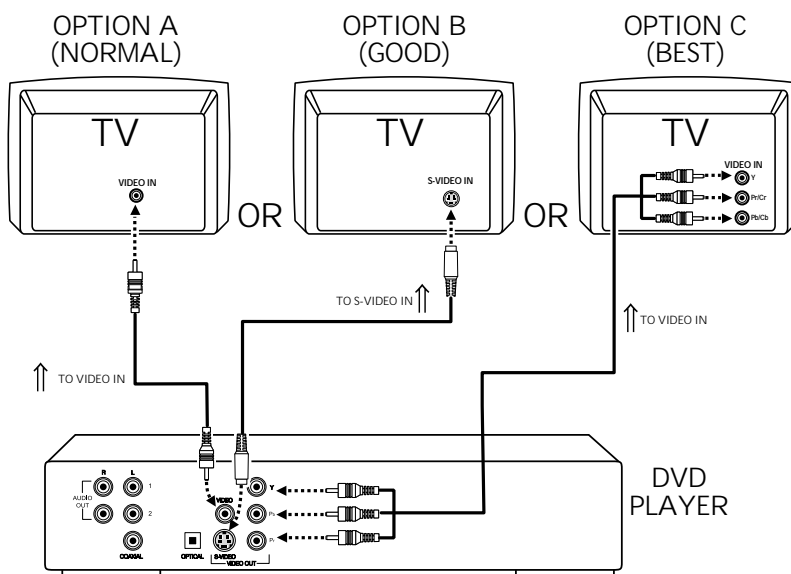 OPTION A
(NORMAL)
OPTION B
(GOOD)
OPTION C
(BEST)
TV
VIDEO IN
OR
TV
S-VIDEO IN
OR
TV
VIDEO IN
Y
Pr/Cr
Pb/Cb
TO VIDEO IN
TO S-VIDEO IN
TO VIDEO IN
R
L
AUDIO
OUT
1
2
COAXIAL
OPTICAL
VIDEO
S-VIDEO
VIDEO OUT
Y
DVD
PLAYER